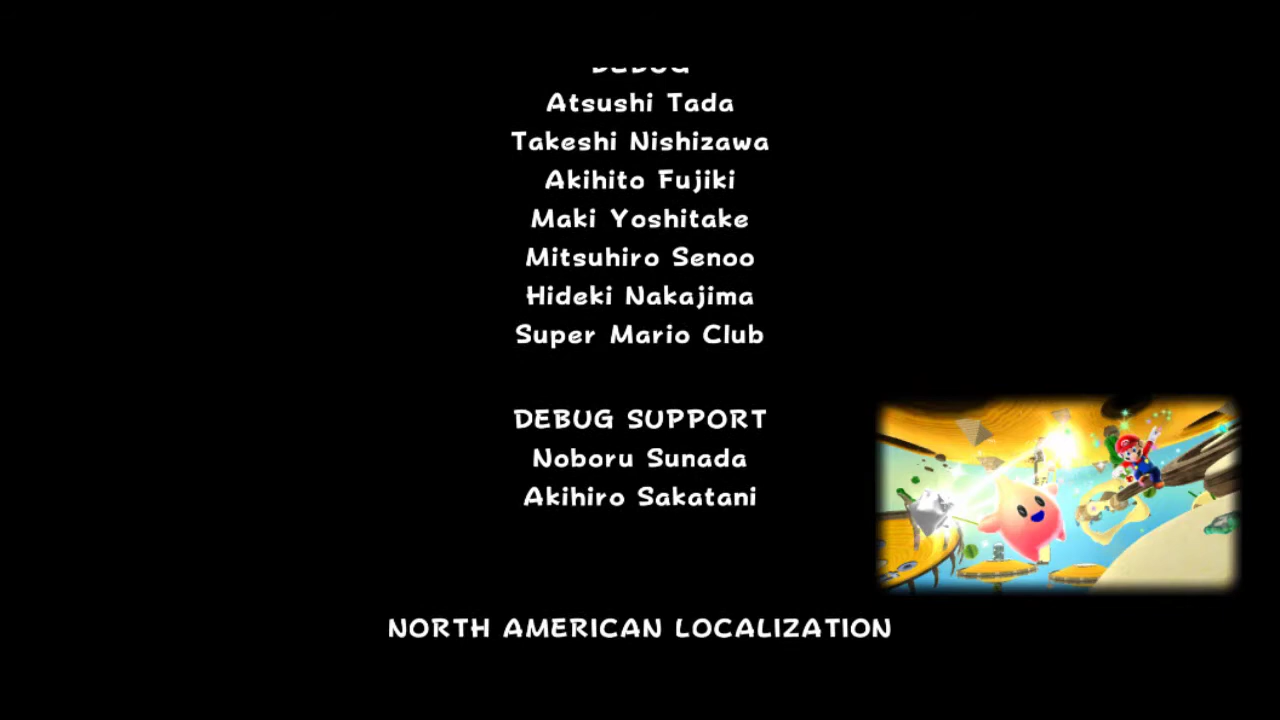 DEBUG
Atsushi Tada
Takeshi Nishizawa
Akihito Fujiki
Maki Yoshitake
Mitsuhiro Senoo
Hideki Nakajima
Super Mario Club
DEBUG SUPPORT
Noboru Sunada
Akihiro Sakatani
NORTH AMERICAN LOCALIZATION